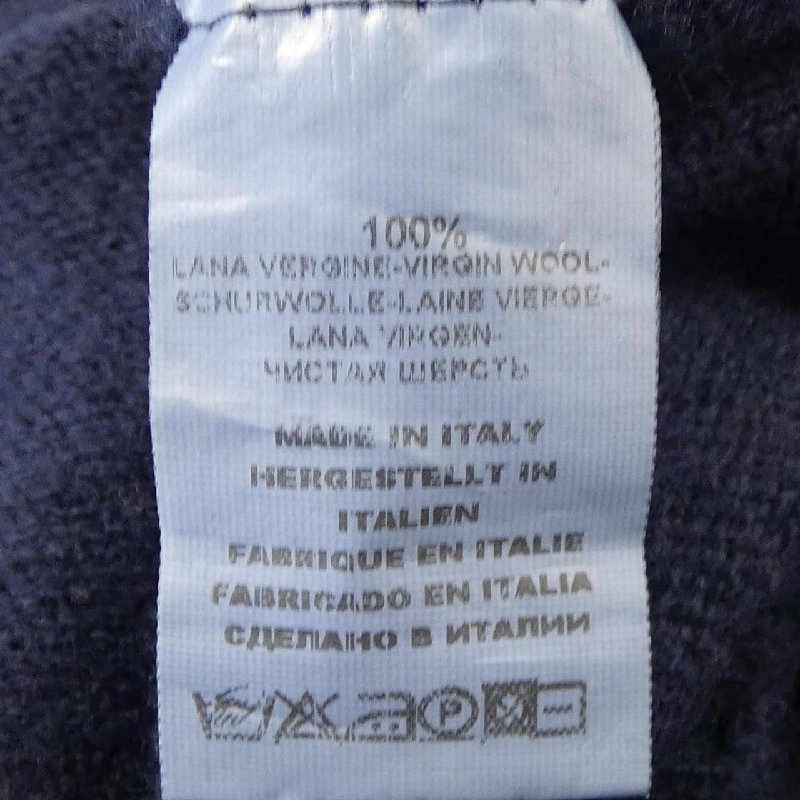 100%
LANA VERGINE-VIRGIN WOOL-
SCHURWOLLE-LAINE VIERGE-
LANA VIRGEN-
ЧИСТАЯ ШЕРСТЬ
MADE IN ITALY
HERGESTELLT IN
ITALIEN
FABRIQUE EN ITALIE
FABRICADO EN ITALIA
СДЕЛАНО В ИТАЛИИ
P